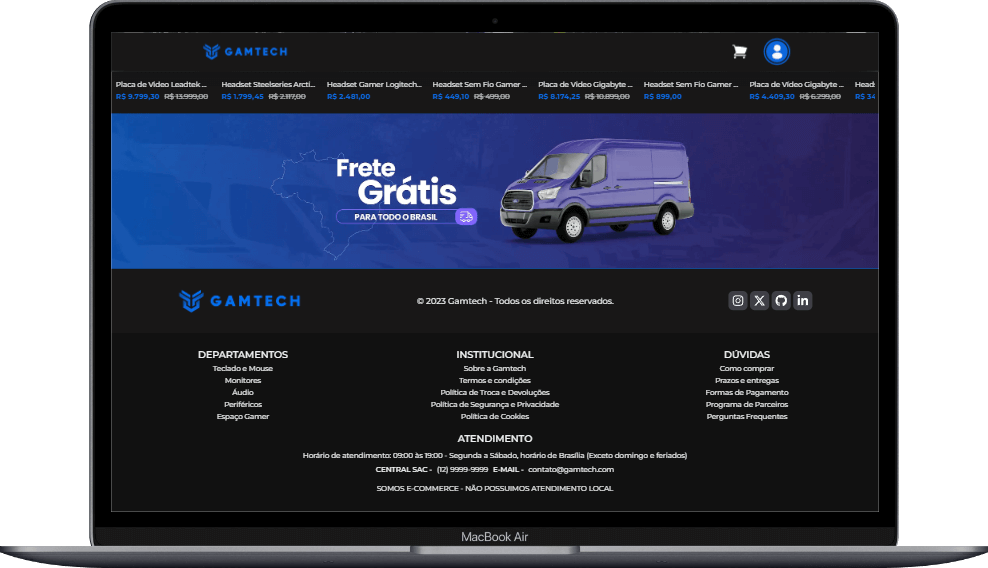 GAMTECH
Placa de Vídeo Leadtek ... Headset Steelseries Arcti... Headset Gamer Logitech... Headset Sem Fio Gamer ... Placa de Vídeo Gigabyte ... Headset Sem Fio Gamer ... Placa de Vídeo Gigabyte ... Heads
R$ 9.799,30 R$ 13.999,00 R$ 1.799,45 R$ 2.117,00 R$ 2.481,00 R$ 449,10 R$ 499,00 R$ 8.174,25 R$ 10.899,00 R$ 899,00 R$ 4.409,30 R$ 6.299,00 R$ 34
Frete
Grátis
PARA TODO O BRASIL
GAMTECH © 2023 Gamtech - Todos os direitos reservados.
DEPARTAMENTOS
Teclado e Mouse
Monitores
Áudio
Periféricos
Espaço Gamer
INSTITUCIONAL
Sobre a Gamtech
Termos e condições
Política de Troca e Devoluções
Política de Segurança e Privacidade
Política de Cookies
DÚVIDAS
Como comprar
Prazos e entregas
Formas de Pagamento
Programa de Parceiros
Perguntas Frequentes
ATENDIMENTO
Horário de atendimento: 09:00 às 19:00 - Segunda a Sábado, horário de Brasília (Exceto domingo e feriados)
CENTRAL SAC - (12) 9999-9999 E-MAIL - contato@gamtech.com
SOMOS E-COMMERCE - NÃO POSSUIMOS ATENDIMENTO LOCAL
MacBook Air